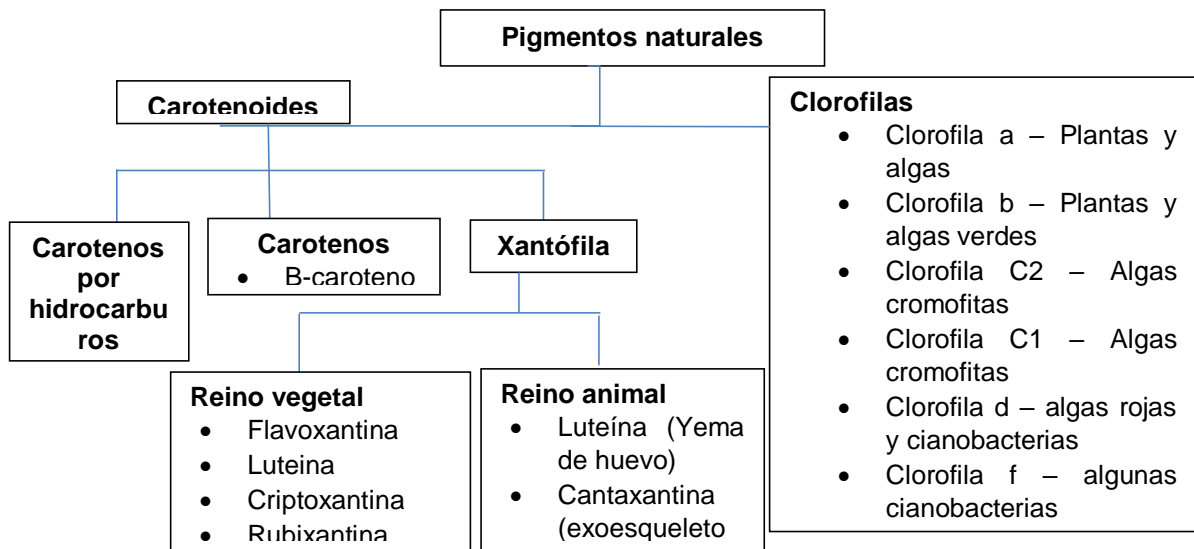 Pigmentos naturales
Carotenoides
Clorofilas
• Clorofila a – Plantas y
algas
• Clorofila b – Plantas y
algas verdes
• Clorofila C2 – Algas
cromofitas
• Clorofila C1 – Algas
cromofitas
• Clorofila d – algas rojas
y cianobacterias
• Clorofila f – algunas
cianobacterias
Carotenos
por
hidrocarbu
ros
Carotenos
• B-caroteno
Xantófila
Reino vegetal
• Flavoxantina
• Luteina
• Criptoxantina
• Rubixantina
Reino animal
• Luteína (Yema
de huevo)
• Cantaxantina
(exoesqueleto